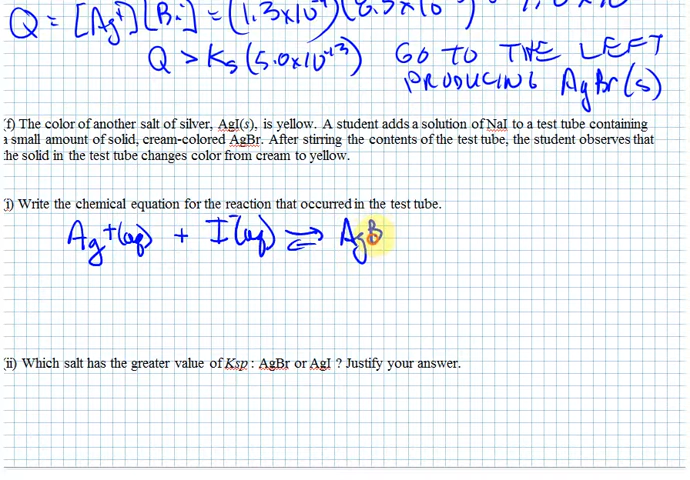 Q = [Ag+][Br-] = (1.3x10
Q > Ks (5.0x10-13) GO TO THE LEFT
PRODUCING AgBr(s)
(f) The color of another salt of silver, AgI(s), is yellow. A student adds a solution of NaI to a test tube containing
a small amount of solid, cream-colored AgBr. After stirring the contents of the test tube, the student observes that
the solid in the test tube changes color from cream to yellow.
(i) Write the chemical equation for the reaction that occurred in the test tube.
Ag+(aq) + I-(aq) ⇌ AgB
(ii) Which salt has the greater value of Ksp : AgBr or AgI ? Justify your answer.